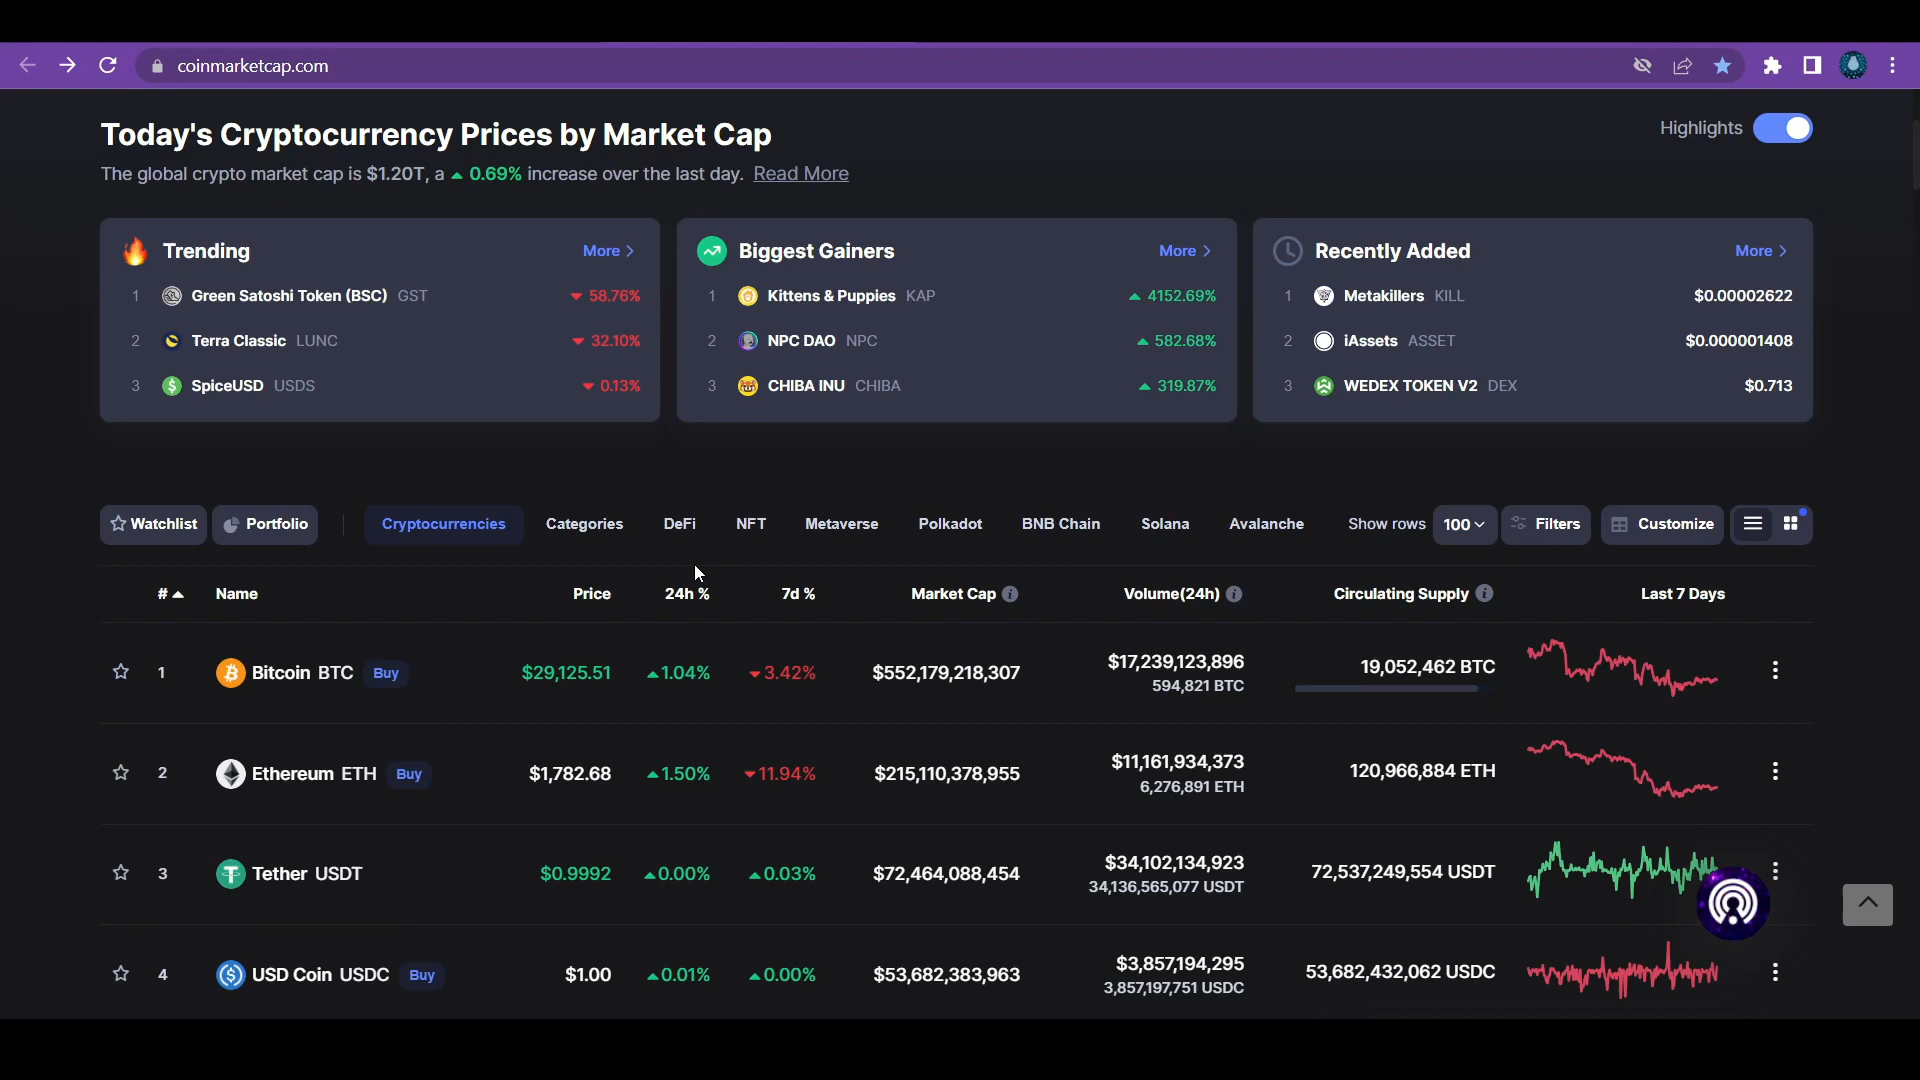 coinmarketcap.com
Today's Cryptocurrency Prices by Market Cap
Highlights
The global crypto market cap is $1.20T, a 0.69% increase over the last day. Read More
Trending More
1 Green Satoshi Token (BSC) GST 58.76%
2 Terra Classic LUNC 32.10%
3 SpiceUSD USDS 0.13%
Biggest Gainers More
1 Kittens & Puppies KAP 4152.69%
2 NPC DAO NPC 582.68%
3 CHIBA INU CHIBA 319.87%
Recently Added More
1 Metakillers KILL $0.00002622
2 iAssets ASSET $0.000001408
3 WEDEX TOKEN V2 DEX $0.713
Watchlist Portfolio Cryptocurrencies Categories DeFi NFT Metaverse Polkadot BNB Chain Solana Avalanche Show rows 100 Filters Customize
# Name Price 24h % 7d % Market Cap Volume(24h) Circulating Supply Last 7 Days
1 Bitcoin BTC Buy $29,125.51 1.04% 3.42% $552,179,218,307 $17,239,123,896 19,052,462 BTC
594,821 BTC
2 Ethereum ETH Buy $1,782.68 1.50% 11.94% $215,110,378,955 $11,161,934,373 120,966,884 ETH
6,276,891 ETH
3 Tether USDT $0.9992 0.00% 0.03% $72,464,088,454 $34,102,134,923 72,537,249,554 USDT
34,136,565,077 USDT
4 USD Coin USDC Buy $1.00 0.01% 0.00% $53,682,383,963 $3,857,194,295 53,682,432,062 USDC
3,857,197,751 USDC